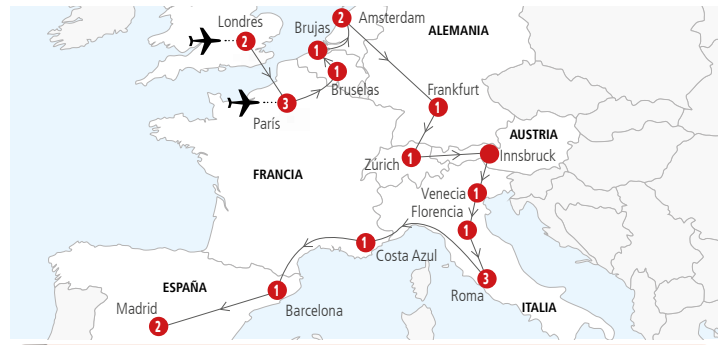 Londres
2
Brujas
1
2
Amsterdam
ALEMANIA
1
Bruselas
3
París
Frankfurt
1
AUSTRIA
Zúrich
1
Innsbruck
FRANCIA
Venecia
1
Florencia
1
1
Costa Azul
3
Roma
ITALIA
ESPAÑA
1
Barcelona
Madrid
2